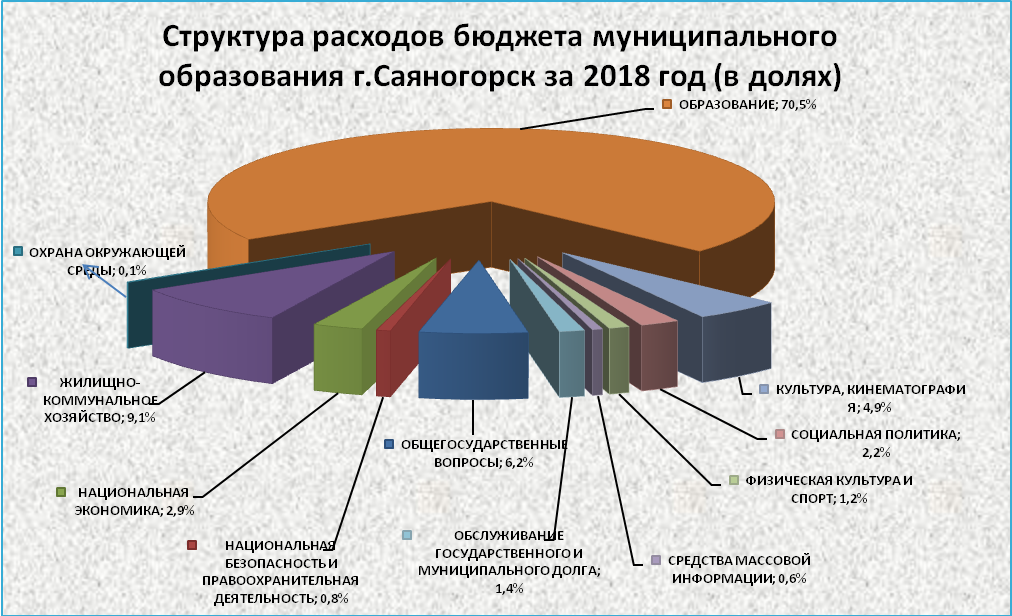 Структура расходов бюджета муниципального
образования г.Саяногорск за 2018 год (в долях)
ОБРАЗОВАНИЕ; 70,5%
ОХРАНА ОКРУЖАЮЩЕЙ
СРЕДЫ; 0,1%
ЖИЛИЩНО-
КОММУНАЛЬНОЕ
ХОЗЯЙСТВО; 9,1%
КУЛЬТУРА, КИНЕМАТОГРАФИ
Я; 4,9%
СОЦИАЛЬНАЯ ПОЛИТИКА;
2,2%
ОБЩЕГОСУДАРСТВЕННЫЕ
ВОПРОСЫ; 6,2%
ФИЗИЧЕСКАЯ КУЛЬТУРА И
СПОРТ; 1,2%
НАЦИОНАЛЬНАЯ
ЭКОНОМИКА; 2,9%
НАЦИОНАЛЬНАЯ
БЕЗОПАСНОСТЬ И
ПРАВООХРАНИТЕЛЬНАЯ
ДЕЯТЕЛЬНОСТЬ; 0,8%
ОБСЛУЖИВАНИЕ
ГОСУДАРСТВЕННОГО И
МУНИЦИПАЛЬНОГО ДОЛГА;
1,4%
СРЕДСТВА МАССОВОЙ
ИНФОРМАЦИИ; 0,6%